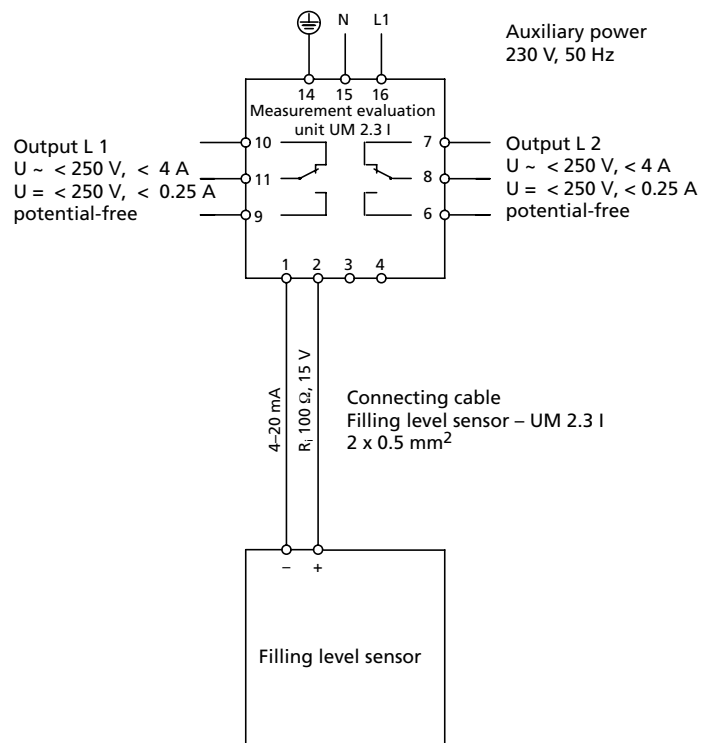 N L1
Auxiliary power
230 V, 50 Hz
14 15 16
Measurement evaluation
unit UM 2.3 I
Output L 1
U ~ < 250 V, < 4 A
U = < 250 V, < 0.25 A
potential-free
10
11
9
7
8
6
Output L 2
U ~ < 250 V, < 4 A
U = < 250 V, < 0.25 A
potential-free
1 2 3 4
4–20 mA
Ri 100 Ω, 15 V
Connecting cable
Filling level sensor – UM 2.3 I
2 x 0.5 mm2
– +
Filling level sensor